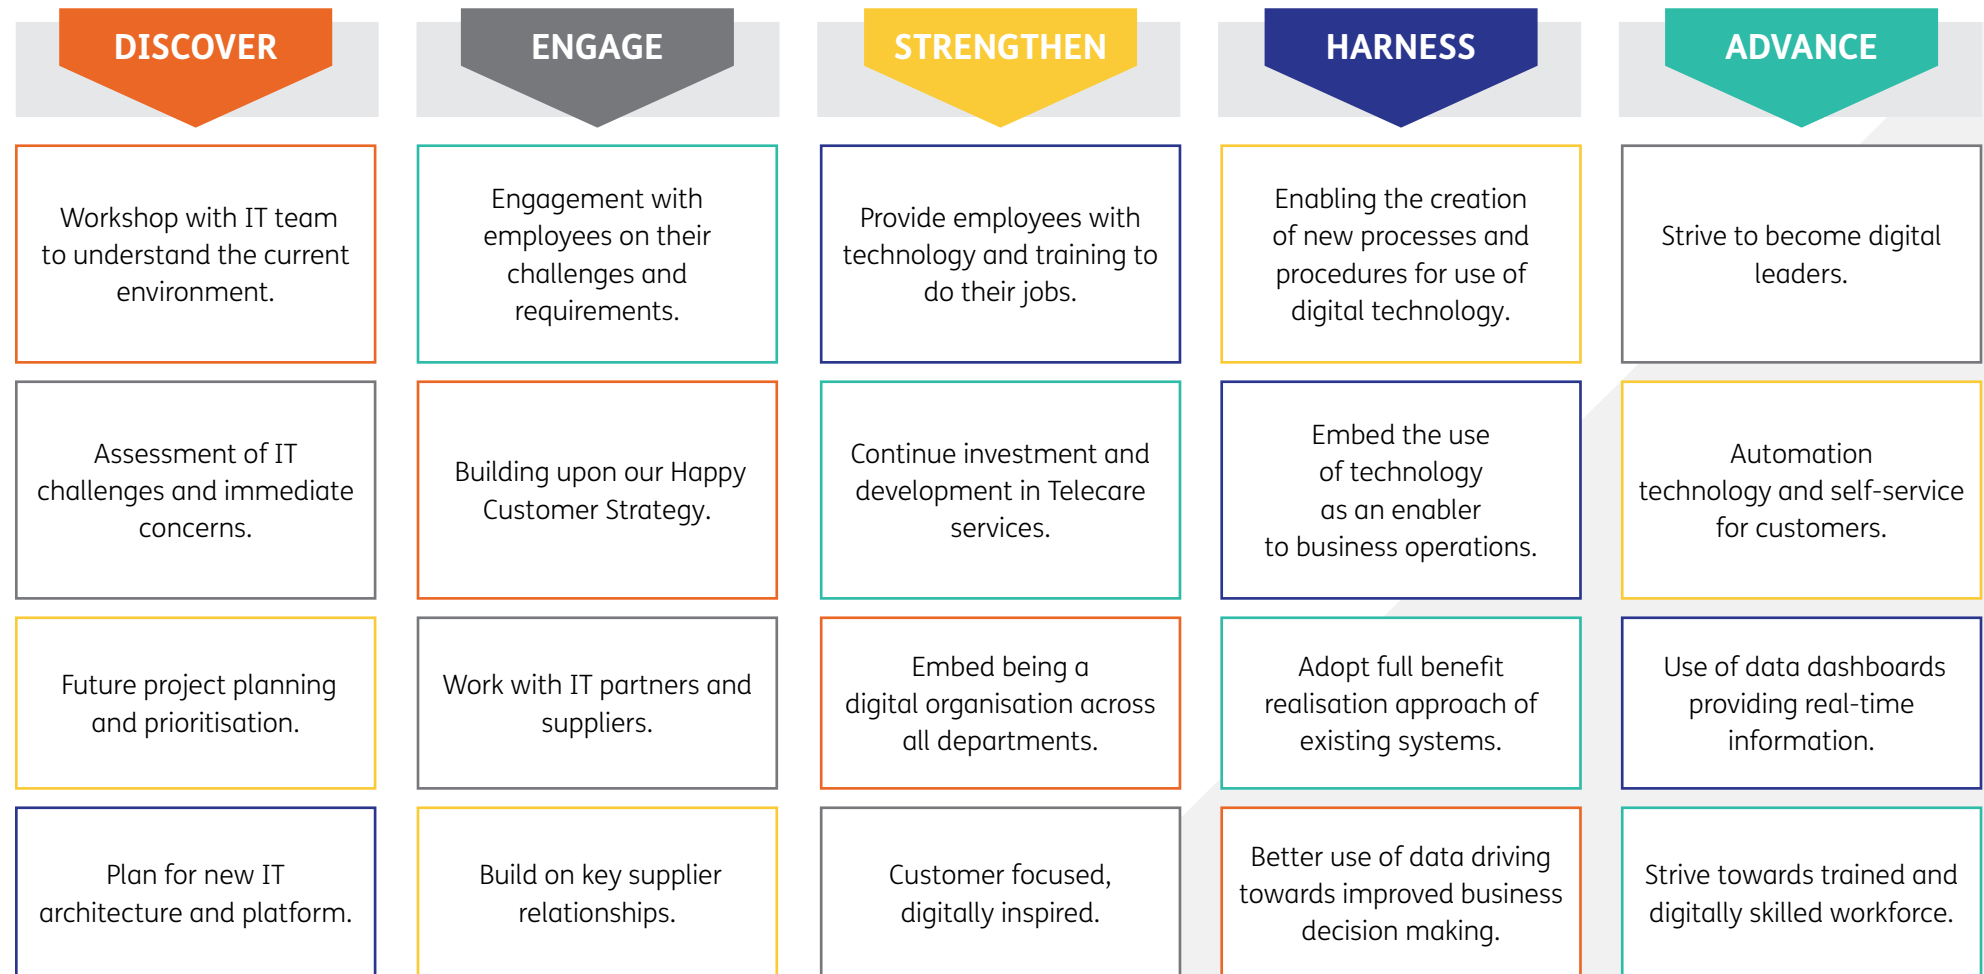 DISCOVER
Workshop with IT team
to understand the current
environment.
Assessment of IT
challenges and immediate
concerns.
Future project planning
and prioritisation.
Plan for new IT
architecture and platform.
ENGAGE
Engagement with
employees on their
challenges and
requirements.
Building upon our Happy
Customer Strategy.
Work with IT partners and
suppliers.
Build on key supplier
relationships.
STRENGTHEN
Provide employees with
technology and training to
do their jobs.
Continue investment and
development in Telecare
services.
Embed being a
digital organisation across
all departments.
Customer focused,
digitally inspired.
HARNESS
Enabling the creation
of new processes and
procedures for use of
digital technology.
Embed the use
of technology
as an enabler
to business operations.
Adopt full benefit
realisation approach of
existing systems.
Better use of data driving
towards improved business
decision making.
ADVANCE
Strive to become digital
leaders.
Automation
technology and self-service
for customers.
Use of data dashboards
providing real-time
information.
Strive towards trained and
digitally skilled workforce.